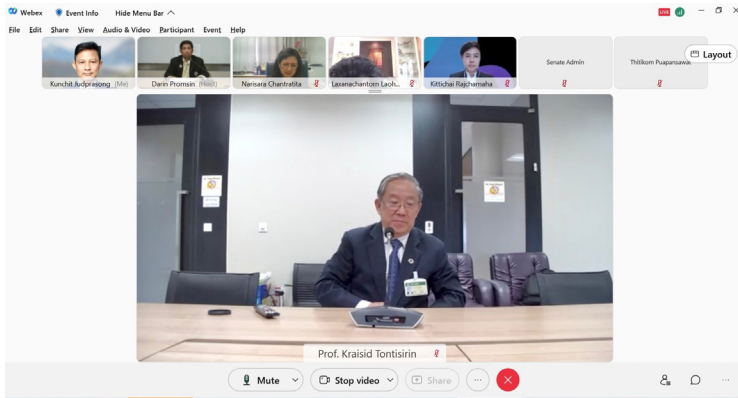 Webex Event Info Hide Menu Bar
LIVE
File Edit Share View Audio & Video Participant Event Help
Layout
Senate Admin
Thitikorn Puapansawat
Kunchit Judprasong (Me)
Darin Promsin (Host)
Narisara Chantratita
Laxanachantorn Laoh...
Kittichai Rajchamaha
Prof. Kraisid Tontisirin
Mute
Stop video
Share